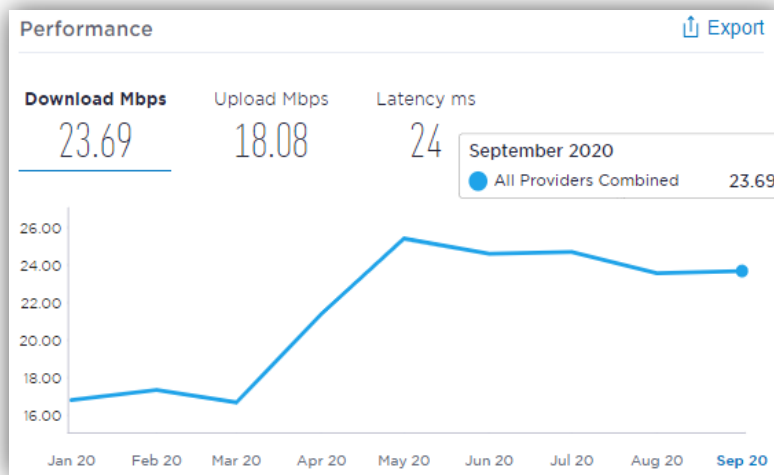 Performance
Export
Download Mbps Upload Mbps Latency ms
23.69 18.08 24
September 2020
All Providers Combined 23.69
26.00
24.00
22.00
20.00
18.00
16.00
Jan 20 Feb 20 Mar 20 Apr 20 May 20 Jun 20 Jul 20 Aug 20 Sep 20